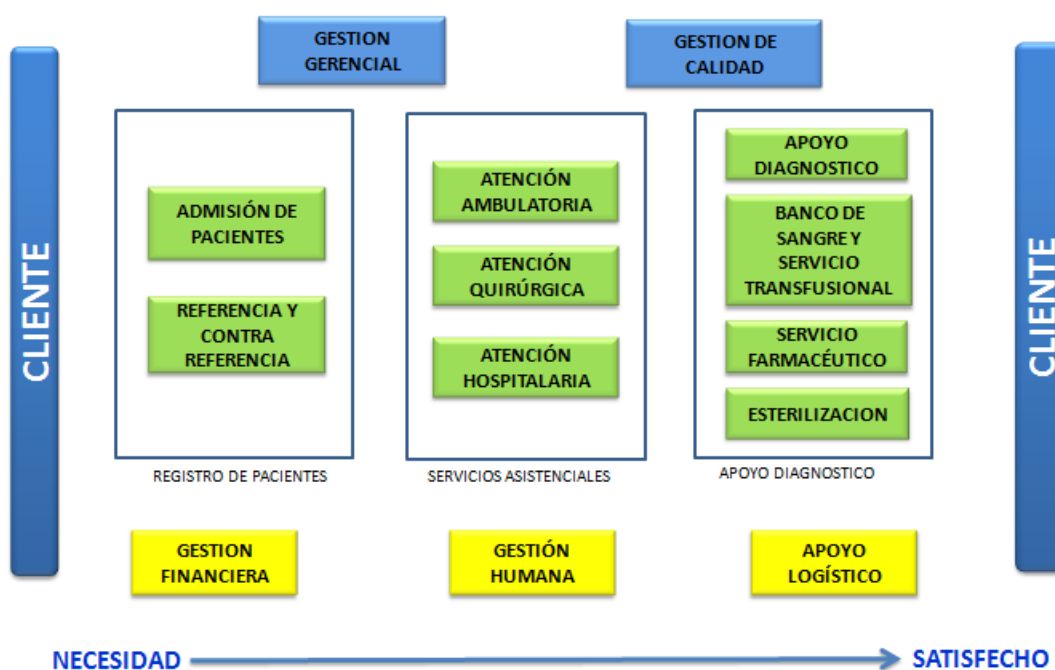 GESTION
GERENCIAL
GESTION DE
CALIDAD
CLIENTE
ADMISIÓN DE
PACIENTES
REFERENCIA Y
CONTRA
REFERENCIA
REGISTRO DE PACIENTES
ATENCIÓN
AMBULATORIA
ATENCIÓN
QUIRÚRGICA
ATENCIÓN
HOSPITALARIA
SERVICIOS ASISTENCIALES
APOYO
DIAGNOSTICO
BANCO DE
SANGRE Y
SERVICIO
TRANSFUSIONAL
SERVICIO
FARMACÉUTICO
ESTERILIZACION
APOYO DIAGNOSTICO
CLIENTE
GESTION
FINANCIERA
GESTIÓN
HUMANA
APOYO
LOGÍSTICO
NECESIDAD
SATISFECHO